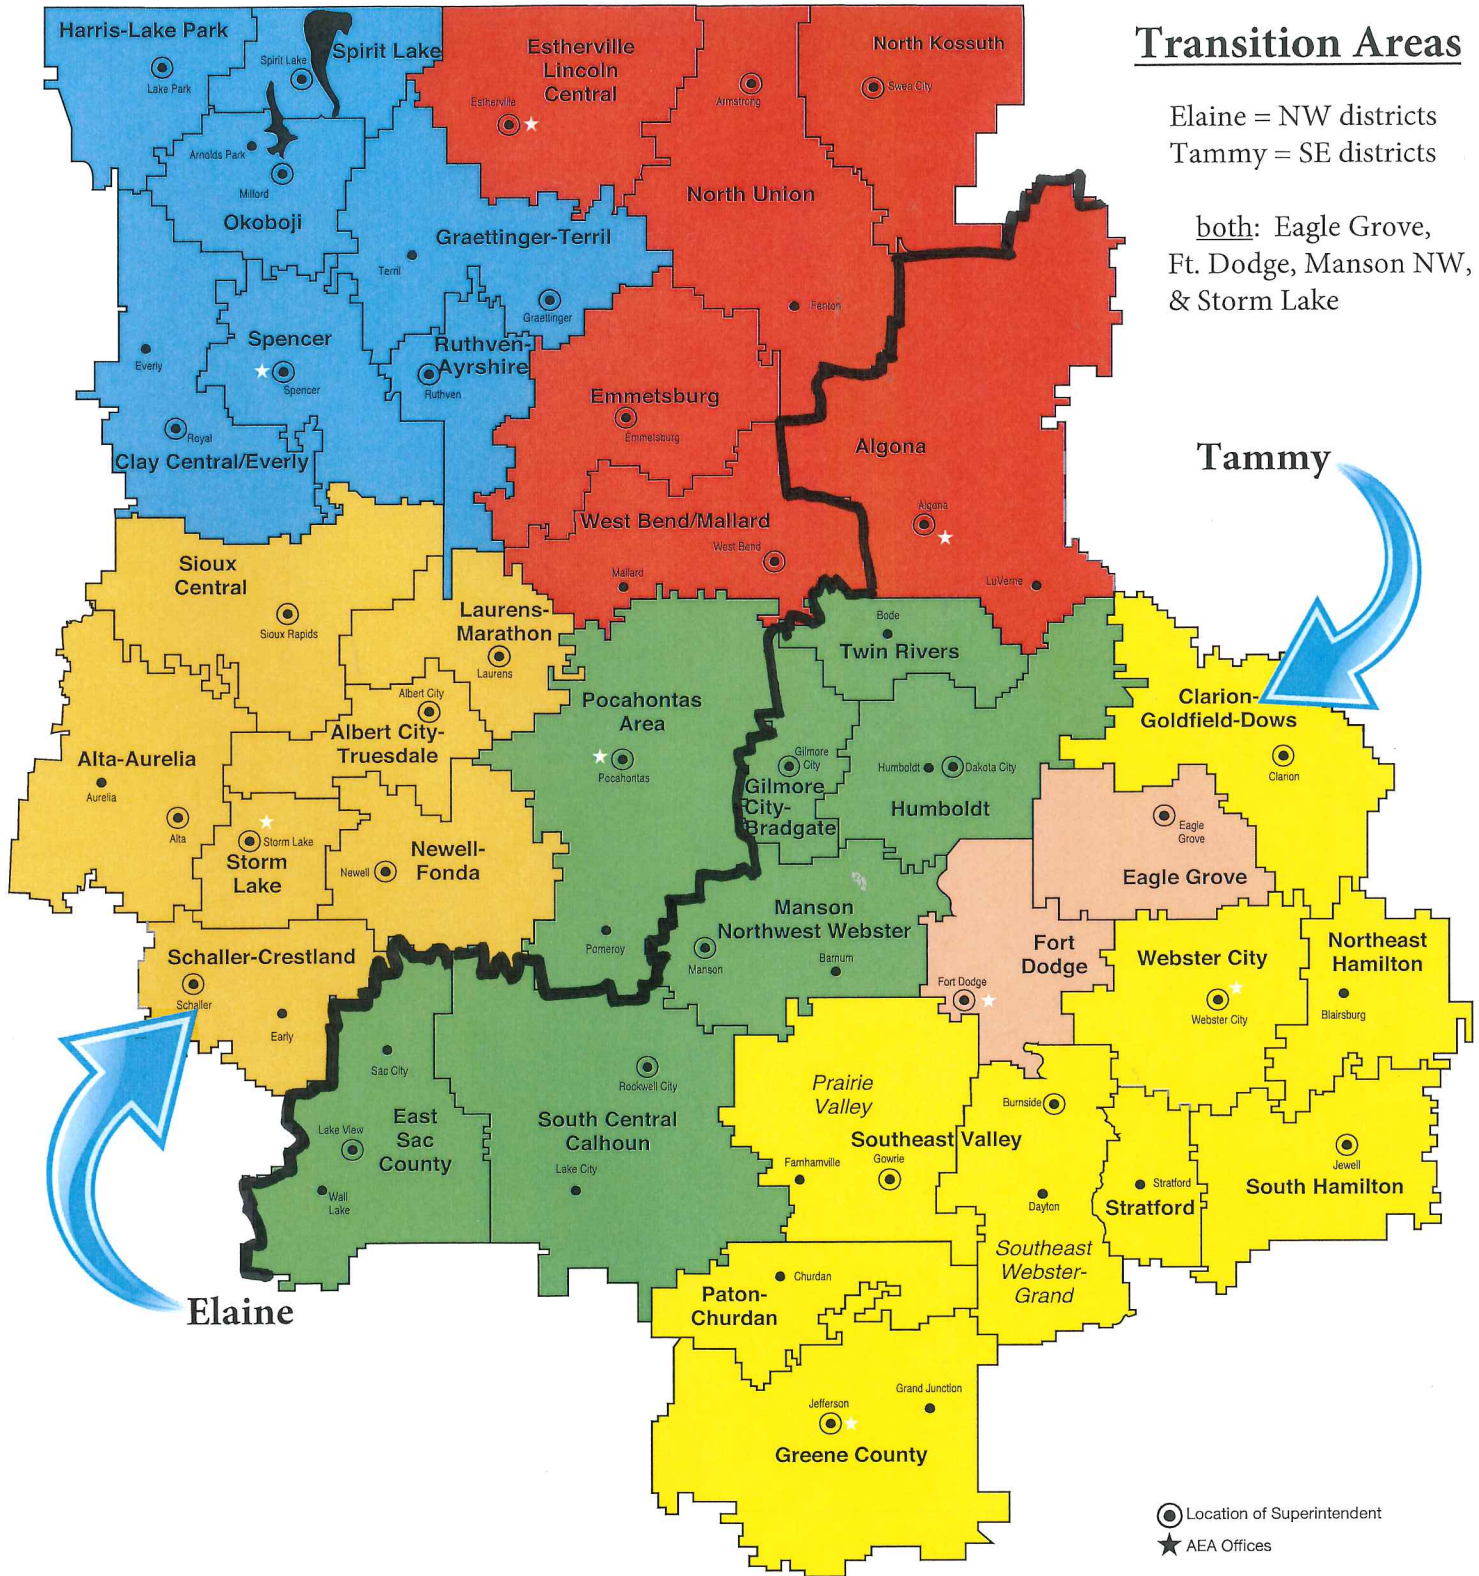 Transition Areas
Elaine = NW districts
Tammy = SE districts
both: Eagle Grove,
Ft. Dodge, Manson NW,
& Storm Lake
Tammy
Elaine
Harris-Lake Park
Lake Park
Spirit Lake
Spirit Lake
Estherville
Lincoln
Central
Estherville
Armstrong
North Kossuth
Swea City
Arnolds Park
Milford
Okoboji
North Union
Fenton
Graettinger-Terril
Terril
Graettinger
Everly
Spencer
Spencer
Ruthven-
Ayrshire
Ruthven
Royal
Clay Central/Everly
Emmetsburg
Emmetsburg
Algona
Algona
LuVerne
West Bend/Mallard
West Bend
Mallard
Sioux
Central
Sioux Rapids
Laurens-
Marathon
Laurens
Bode
Twin Rivers
Clarion-
Goldfield-Dows
Clarion
Albert City
Albert City-
Truesdale
Pocahontas
Area
Pocahontas
Pomeroy
Alta-Aurelia
Aurelia
Alta
Gilmore
City
Gilmore
City-
Bradgate
Humboldt
Dakota City
Humboldt
Storm Lake
Storm
Lake
Newell
Newell-
Fonda
Eagle
Grove
Eagle Grove
Manson
Northwest Webster
Manson
Barnum
Fort
Dodge
Fort Dodge
Webster City
Webster City
Northeast
Hamilton
Blairsburg
Schaller-Crestland
Schaller
Early
Sac City
East
Sac
County
Lake View
Wall
Lake
Rockwell City
South Central
Calhoun
Lake City
Prairie
Valley
Southeast Valley
Burnside
Farnhamville
Gowrie
Dayton
Southeast
Webster-
Grand
Stratford
Stratford
Jewell
South Hamilton
Churdan
Paton-
Churdan
Grand Junction
Jefferson
Greene County
Location of Superintendent
AEA Offices